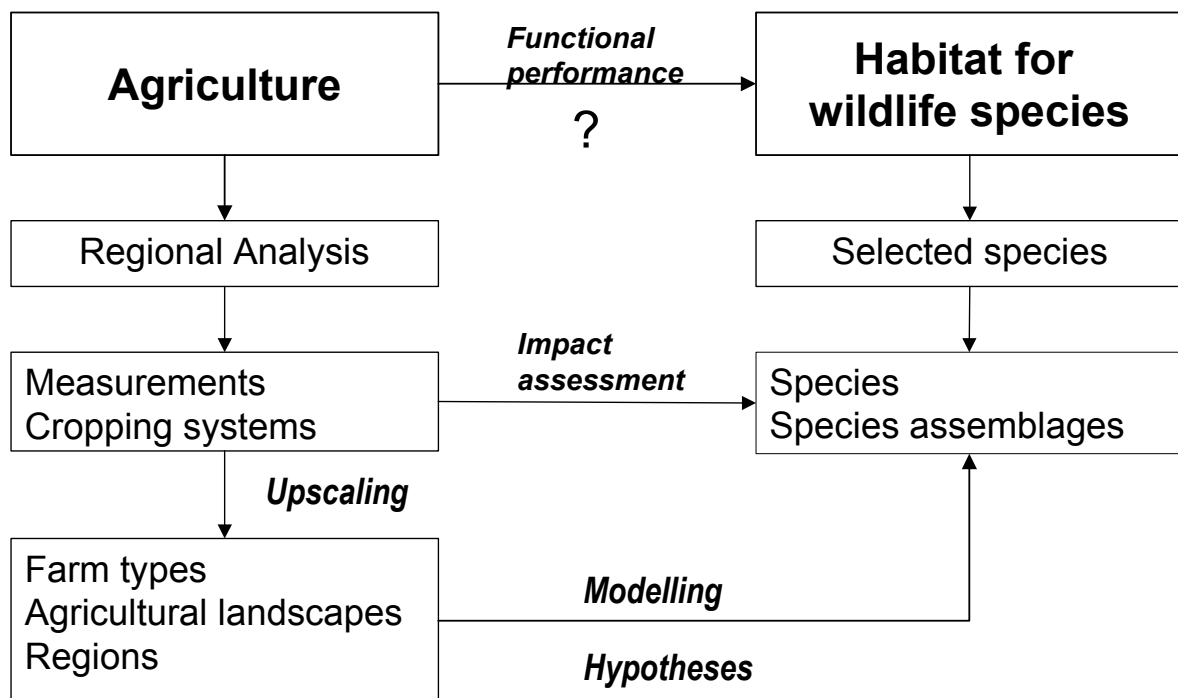 Agriculture
Functional
performance
?
Habitat for
wildlife species
Regional Analysis
Selected species
Measurements
Cropping systems
Impact
assessment
Species
Species assemblages
Upscaling
Farm types
Agricultural landscapes
Regions
Modelling
Hypotheses